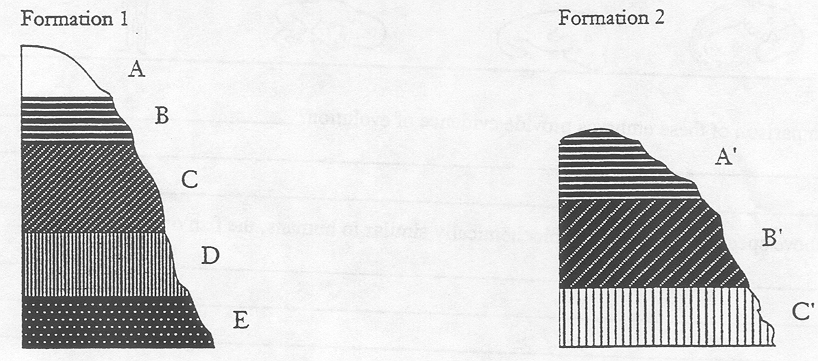 Formation 1
Formation 2
A
B
C
D
E
A'
B'
C'